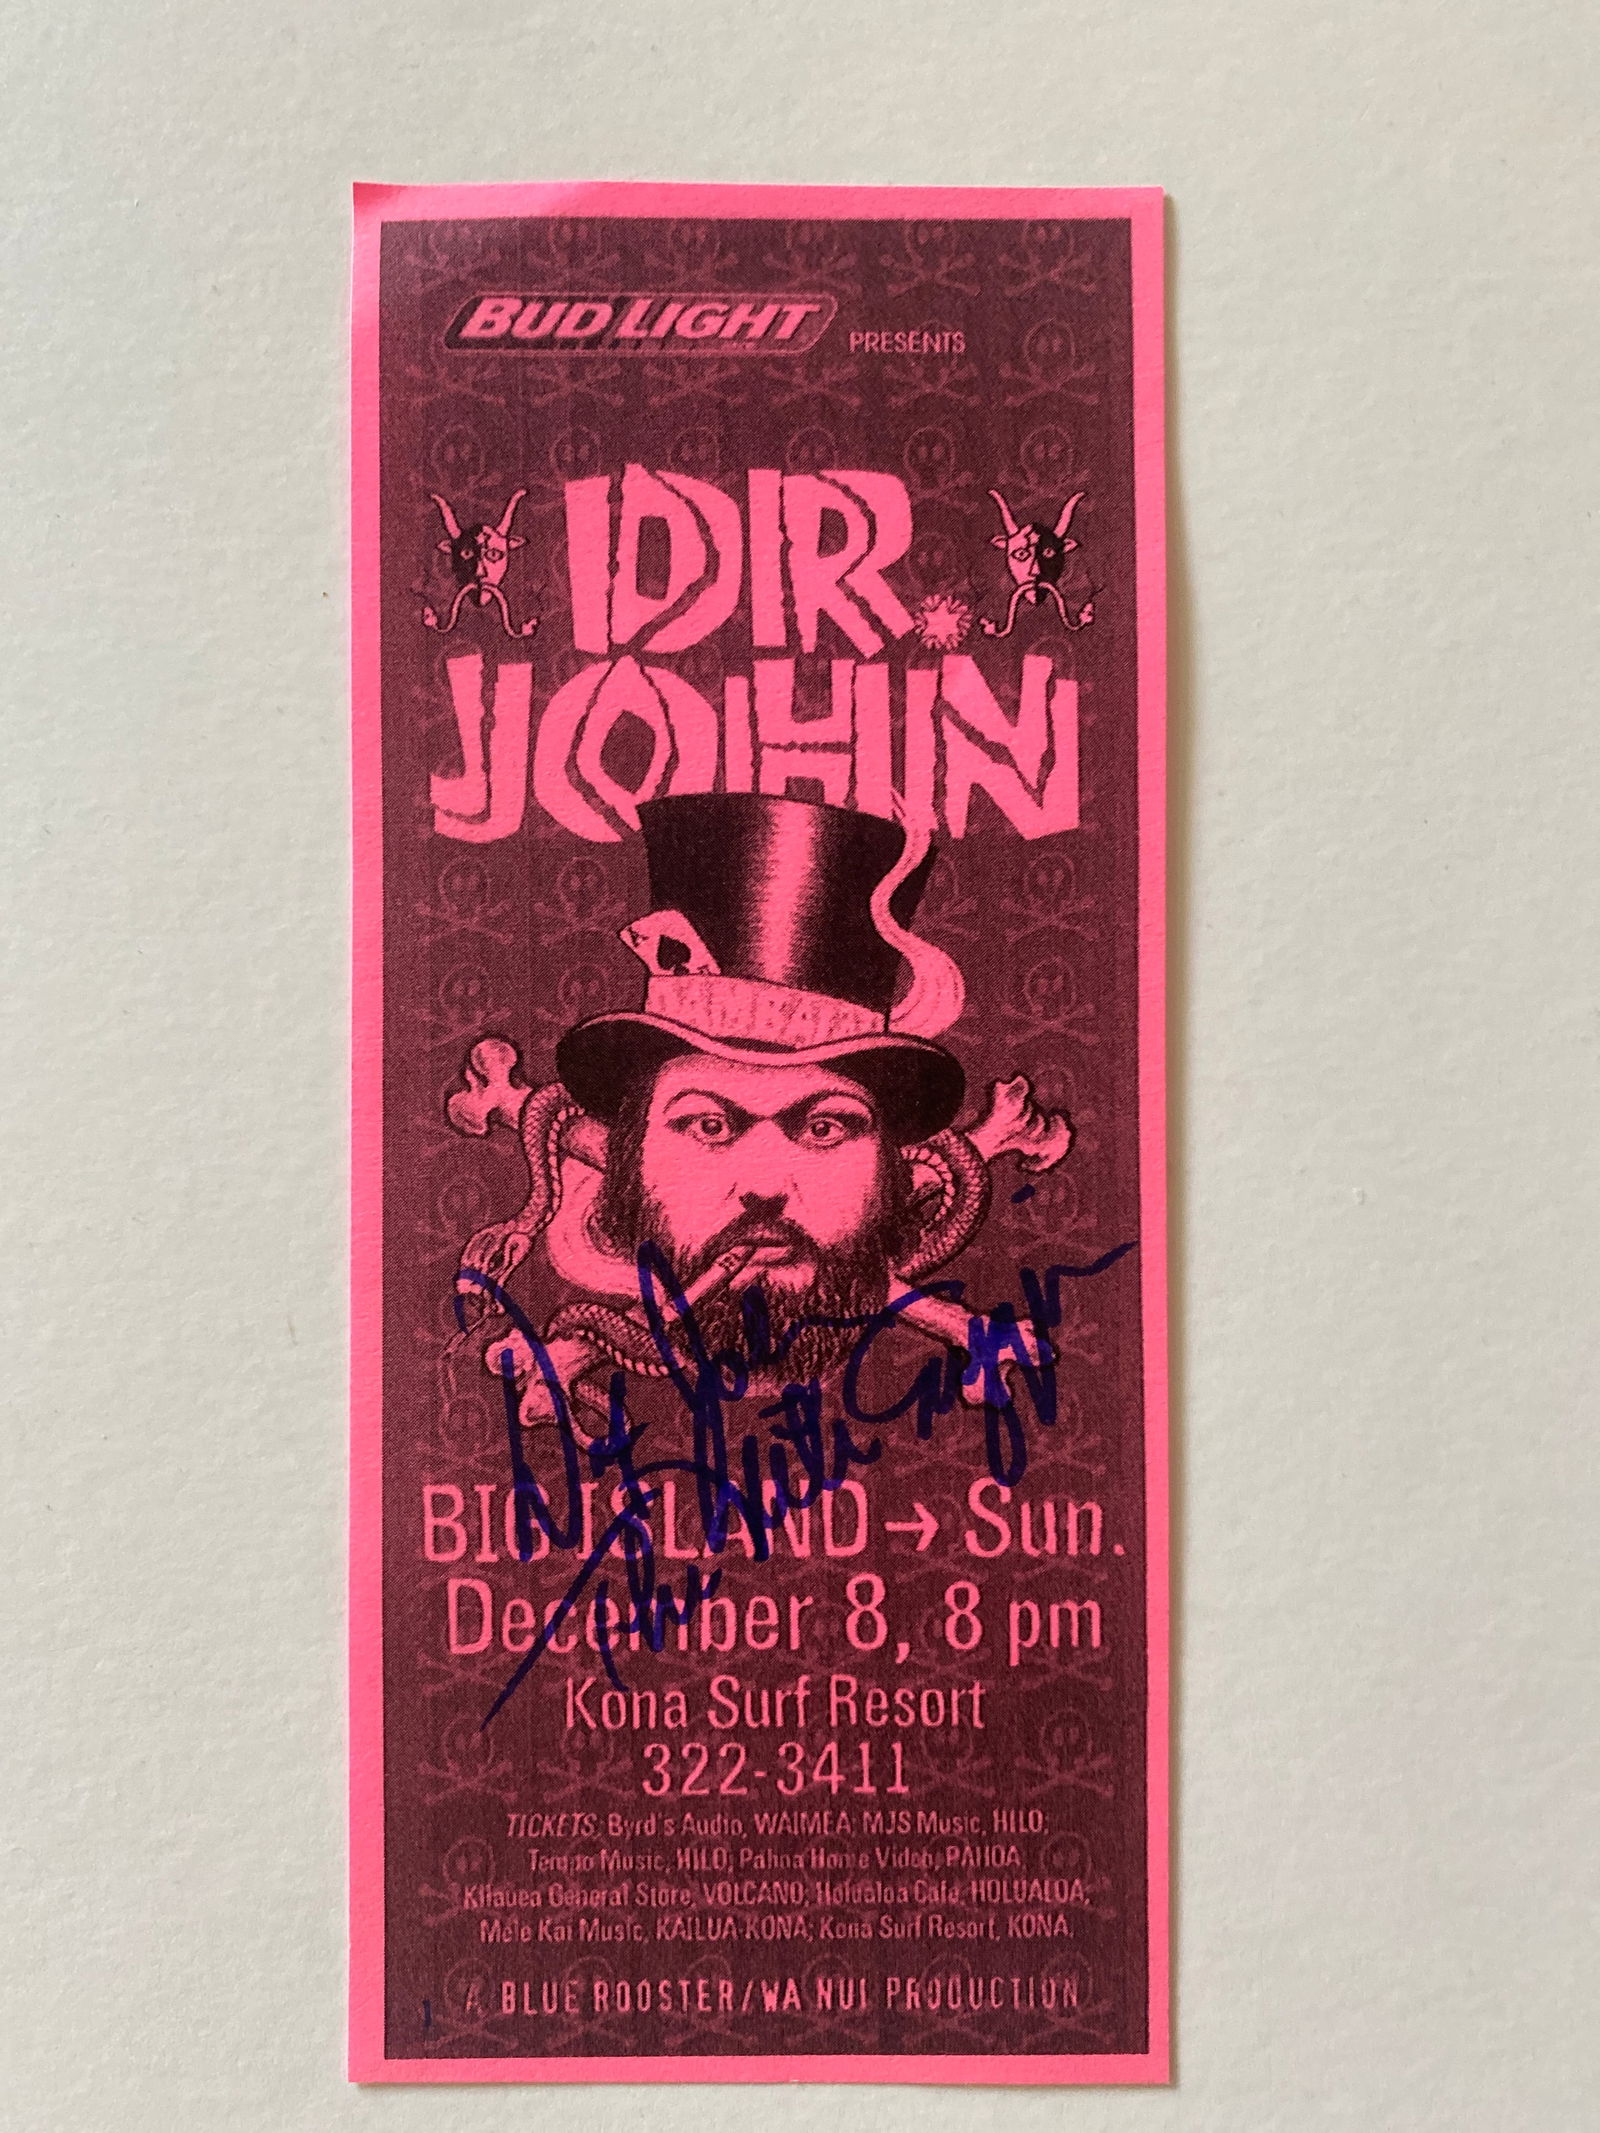 BUD LIGHT PRESENTS
DR.
JOHN
A
BIG ISLAND → Sun.
December 8, 8 pm
Kona Surf Resort
322-3411
TICKETS: Byrd's Audio, WAIMEA; MJS Music, HILO;
Tempo Music, HILO; Pahoa Home Video, PAHOA,
Kilauea General Store, VOLCANO; Holualoa Cafe, HOLUALOA;
Mele Kai Music, KAILUA-KONA; Kona Surf Resort, KONA.
A BLUE ROOSTER/WA NUI PRODUCTION